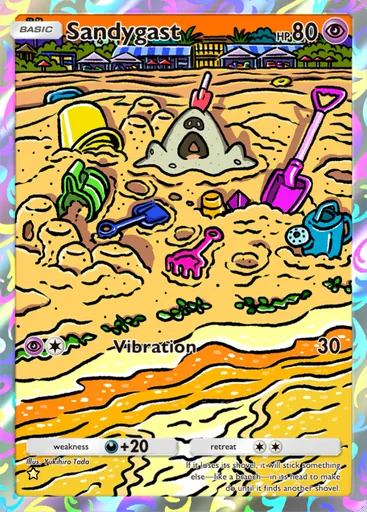 BASIC Sandygast HP 80
Vibration 30
weakness +20 retreat
Illus. Yukihiro Tada
If it loses its shovel, it will stick something
else—like a branch—in its head to make
do until it finds another shovel.